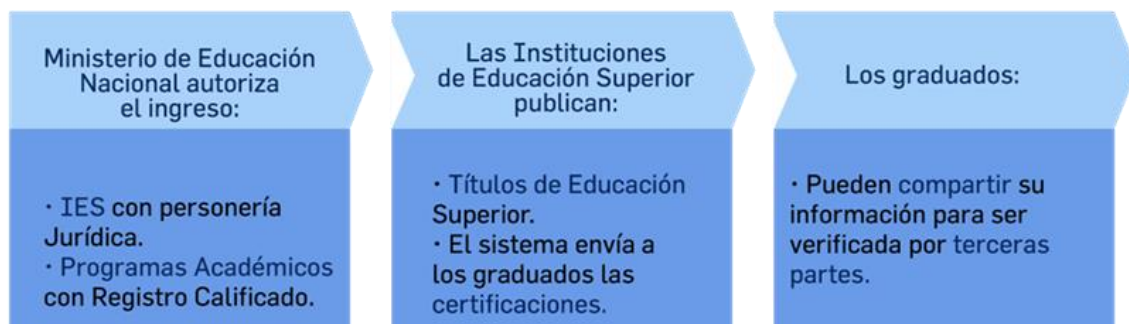 Ministerio de Educación
Nacional autoriza
el ingreso:
· IES con personería
Jurídica.
· Programas Académicos
con Registro Calificado.
Las Instituciones
de Educación Superior
publican:
· Títulos de Educación
Superior.
· El sistema envía a
los graduados las
certificaciones.
Los graduados:
· Pueden compartir su
información para ser
verificada por terceras
partes.